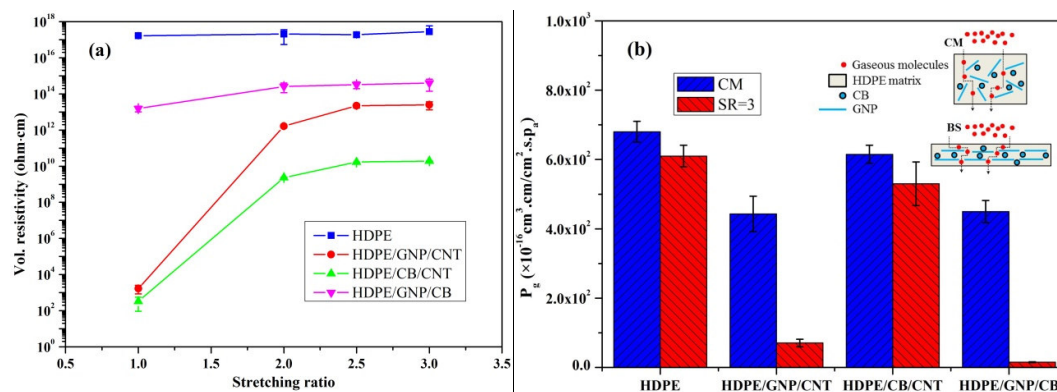 (a)
Vol. resistivity (ohm·cm)
10^18
10^16
10^14
10^12
10^10
10^8
10^6
10^4
10^2
10^0
HDPE
HDPE/GNP/CNT
HDPE/CB/CNT
HDPE/GNP/CB
0.5 1.0 1.5 2.0 2.5 3.0 3.5
Stretching ratio
(b)
P_g (×10^-16 cm^3.cm/cm^2.s.p_a)
1.0x10^3
8.0x10^2
6.0x10^2
4.0x10^2
2.0x10^2
0.0
CM
SR=3
CM
Gaseous molecules
HDPE matrix
CB
GNP
BS
HDPE HDPE/GNP/CNT HDPE/CB/CNT HDPE/GNP/CB